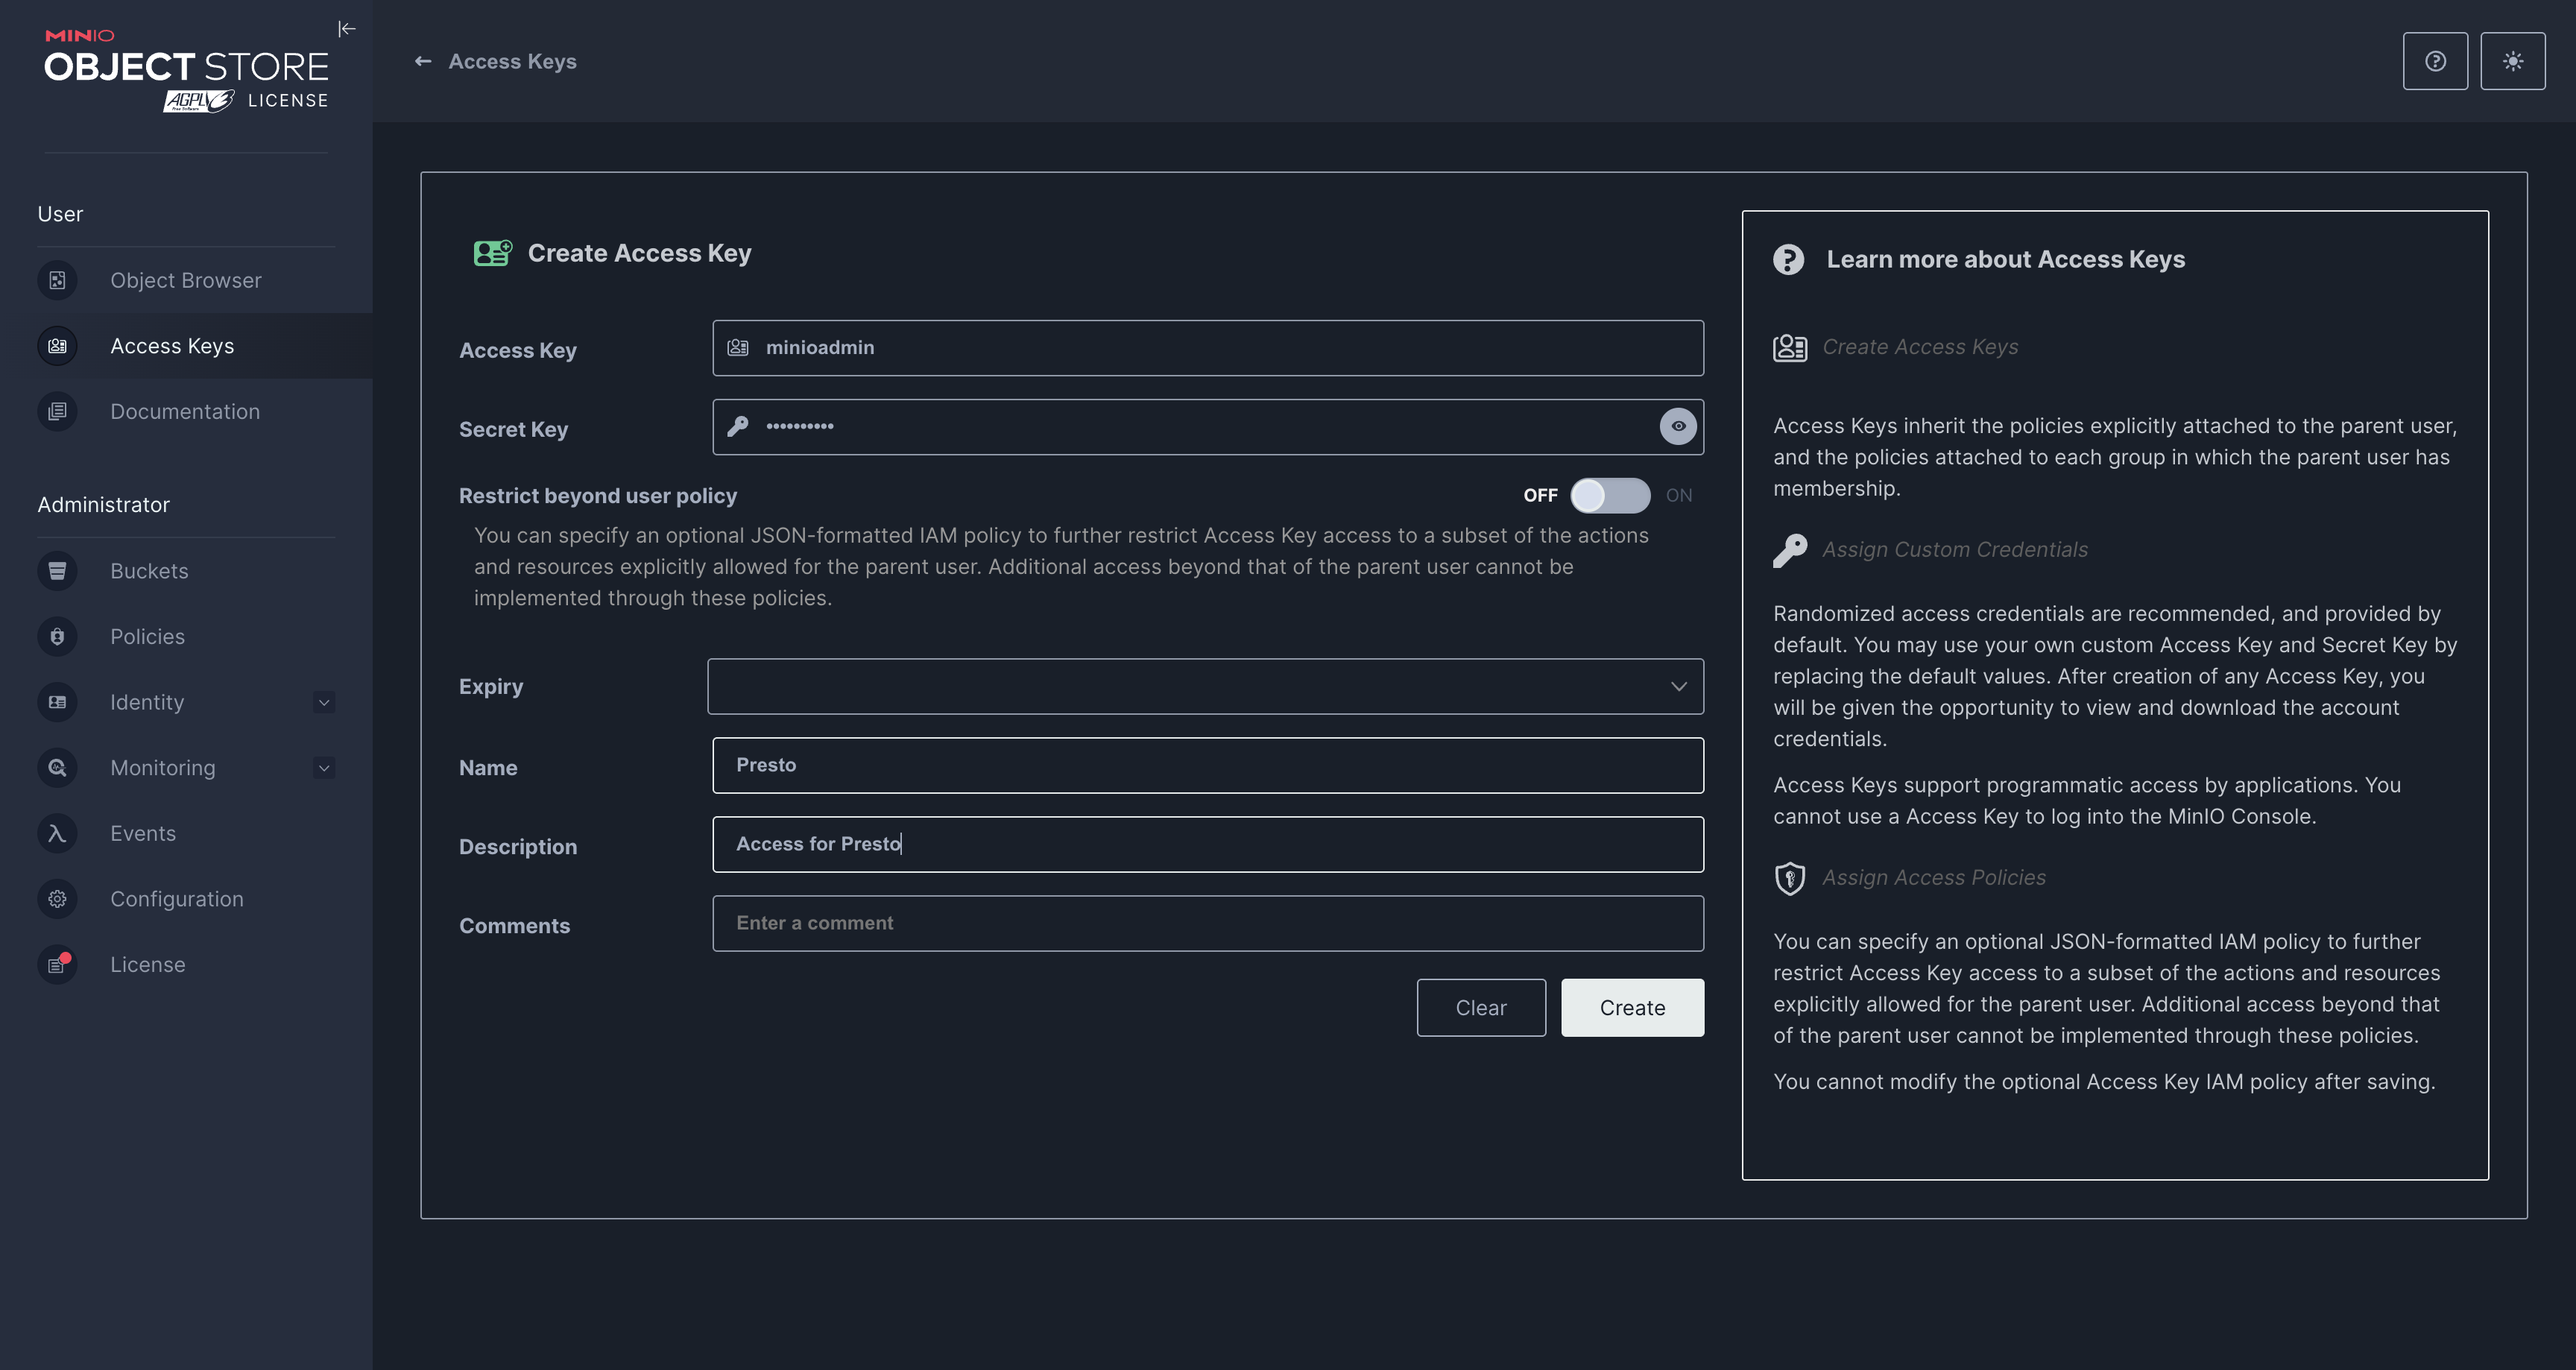 MINIO
OBJECT STORE
AGPLv3 LICENSE
Free Software
User
Object Browser
Access Keys
Documentation
Administrator
Buckets
Policies
Identity
Monitoring
Events
Configuration
License
Access Keys
Create Access Key
Access Key
minioadmin
Secret Key
••••••••••
Restrict beyond user policy
OFF
ON
You can specify an optional JSON-formatted IAM policy to further restrict Access Key access to a subset of the actions
and resources explicitly allowed for the parent user. Additional access beyond that of the parent user cannot be
implemented through these policies.
Expiry
Name
Presto
Description
Access for Presto
Comments
Enter a comment
Clear
Create
Learn more about Access Keys
Create Access Keys
Access Keys inherit the policies explicitly attached to the parent user,
and the policies attached to each group in which the parent user has
membership.
Assign Custom Credentials
Randomized access credentials are recommended, and provided by
default. You may use your own custom Access Key and Secret Key by
replacing the default values. After creation of any Access Key, you
will be given the opportunity to view and download the account
credentials.
Access Keys support programmatic access by applications. You
cannot use a Access Key to log into the MinIO Console.
Assign Access Policies
You can specify an optional JSON-formatted IAM policy to further
restrict Access Key access to a subset of the actions and resources
explicitly allowed for the parent user. Additional access beyond that
of the parent user cannot be implemented through these policies.
You cannot modify the optional Access Key IAM policy after saving.